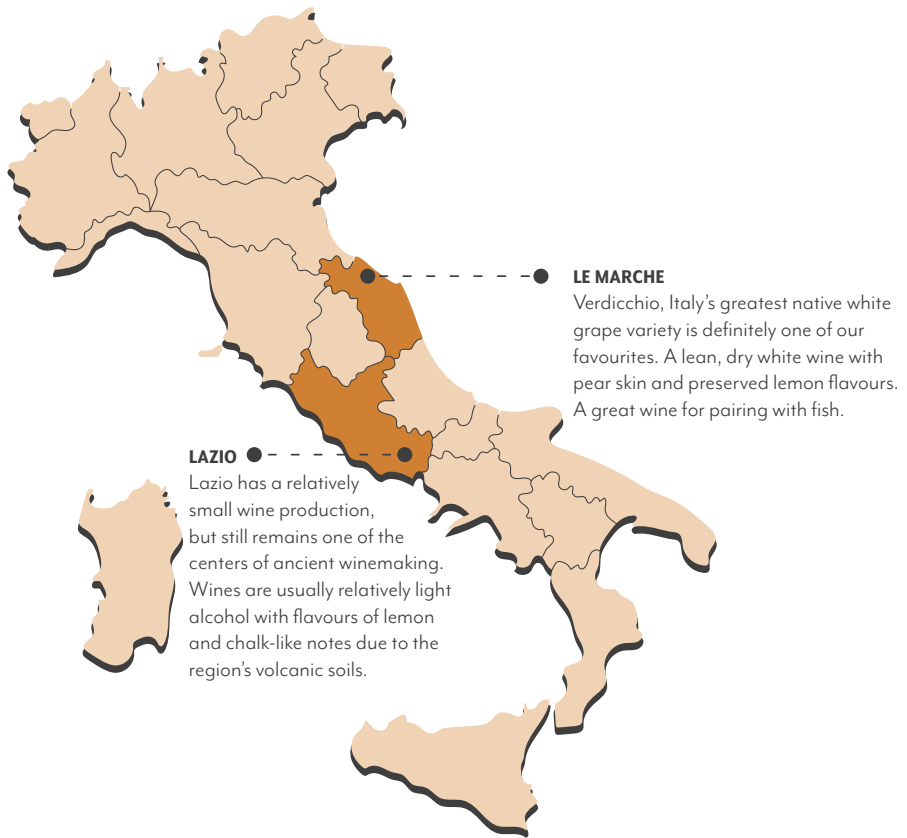 LE MARCHE
Verdicchio, Italy’s greatest native white
grape variety is definitely one of our
favourites. A lean, dry white wine with
pear skin and preserved lemon flavours.
A great wine for pairing with fish.
LAZIO
Lazio has a relatively
small wine production,
but still remains one of the
centers of ancient winemaking.
Wines are usually relatively light
alcohol with flavours of lemon
and chalk-like notes due to the
region’s volcanic soils.